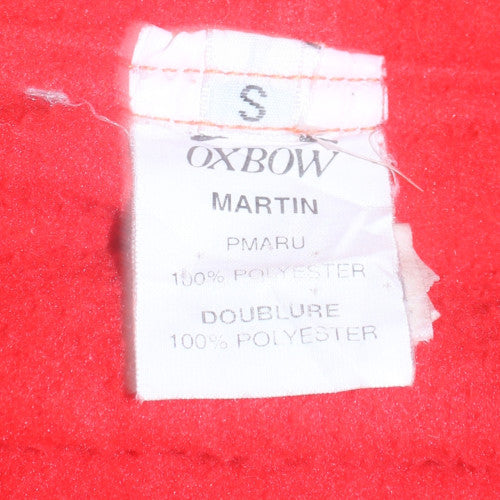 S
OXBOW
MARTIN
PMARU
100% POLYESTER
DOUBLURE
100% POLYESTER